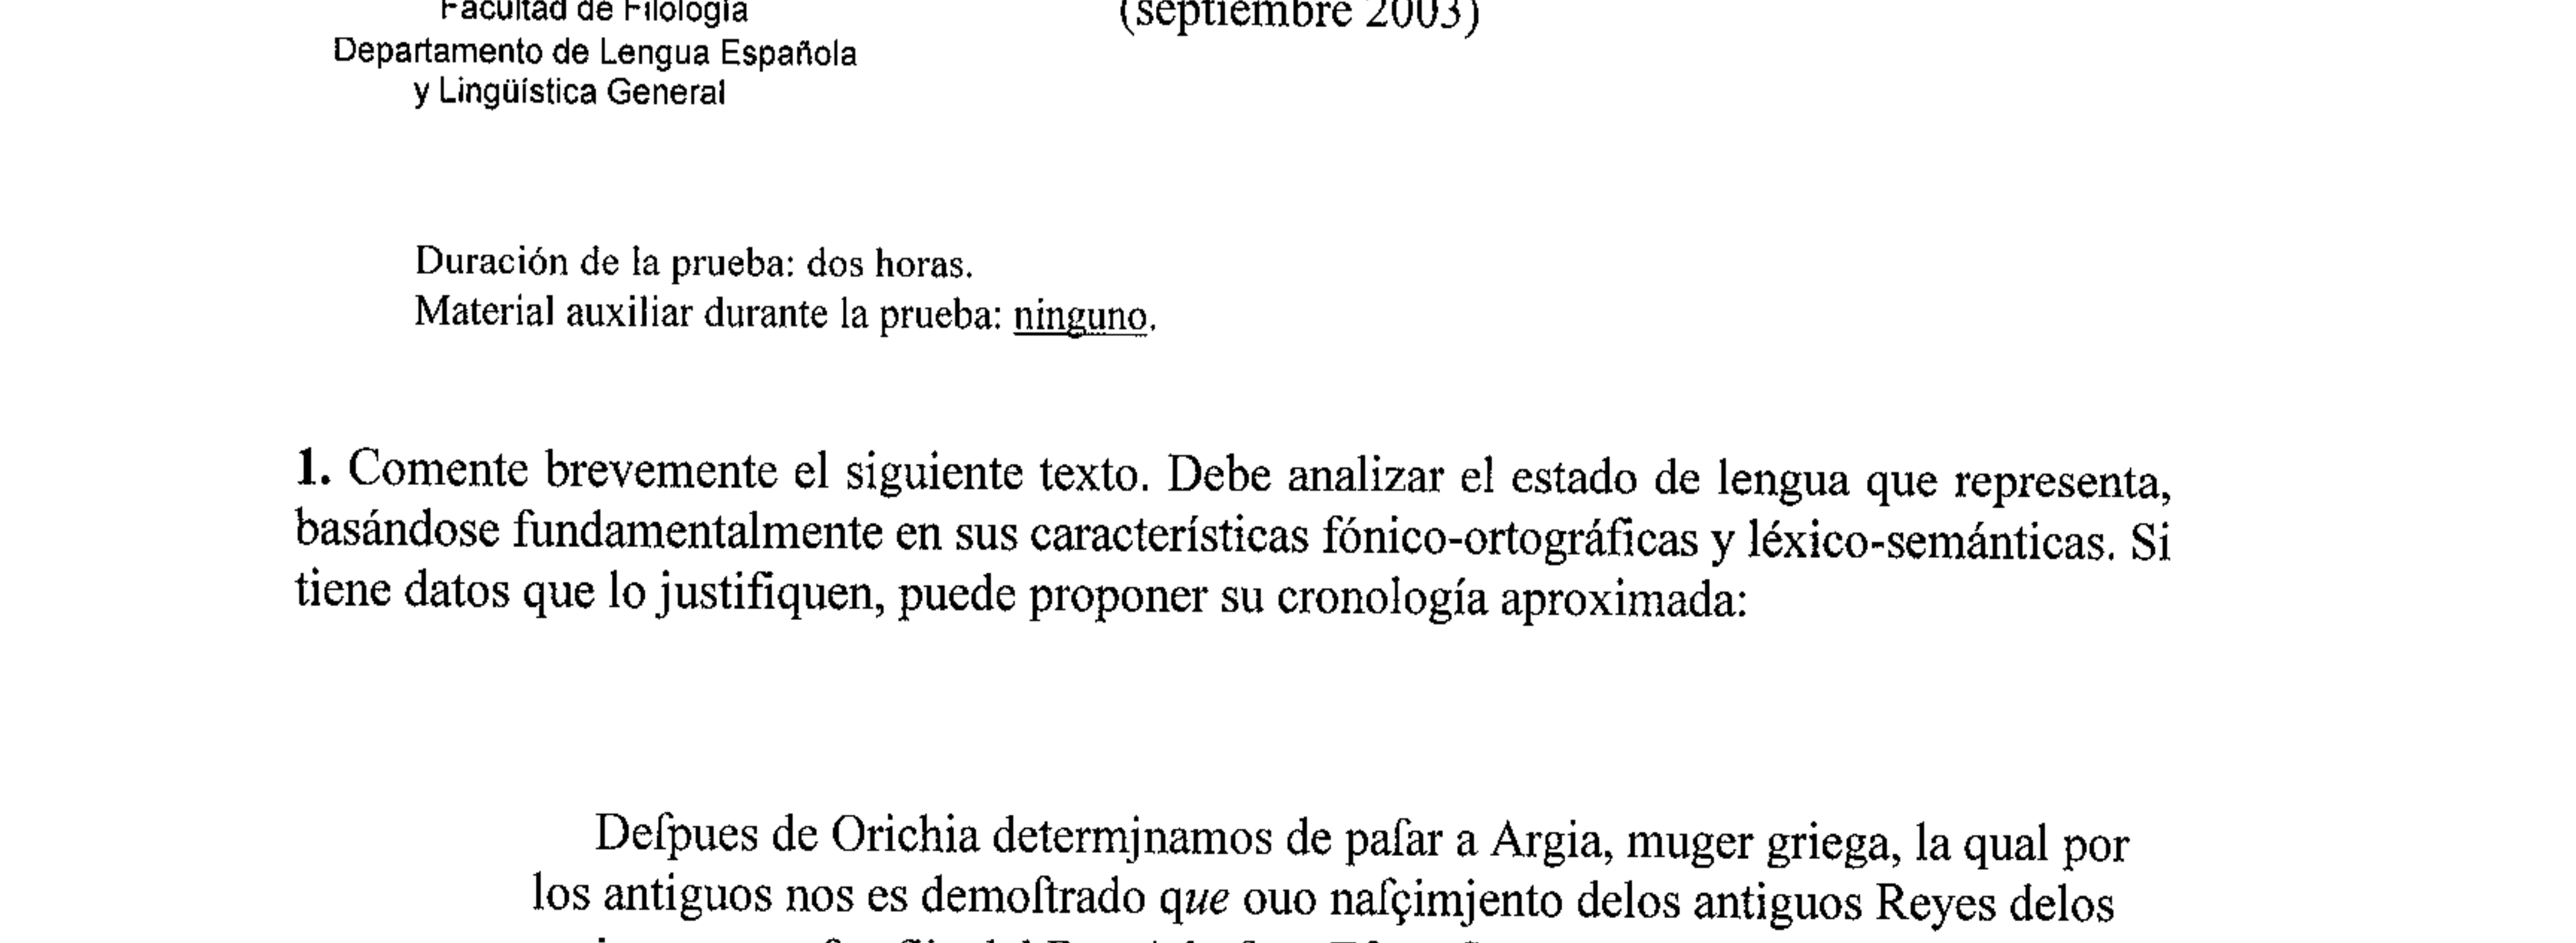 Facultad de Filología
(septiembre 2003)
Departamento de Lengua Española
y Lingüística General
Duración de la prueba: dos horas.
Material auxiliar durante la prueba: ninguno.
1. Comente brevemente el siguiente texto. Debe analizar el estado de lengua que representa,
basándose fundamentalmente en sus características fónico-ortográficas y léxico-semánticas. Si
tiene datos que lo justifiquen, puede proponer su cronología aproximada:
Deſpues de Orichia determjnamos de paſar a Argia, muger griega, la qual por
los antiguos nos es demoſtrado que ouo naſçimjento delos antiguos Reyes delos